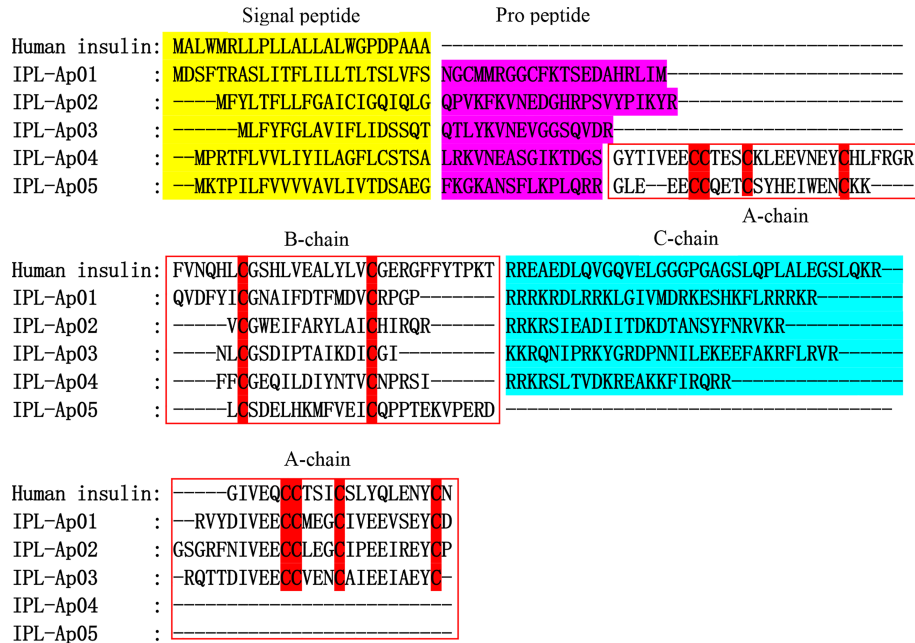 Signal peptide Pro peptide
Human insulin: MALWMRLLPLLALLALWGPDPAAA ------------------------------------
IPL-Ap01 : MDSFTRASLITFLILLTLTSLVFS NGCMMRGGCFKTSEDAHRLIM------------------
IPL-Ap02 : ----MFYLTFLLFGAICIGQIQLG QPVKFKVNEDGHRPSVYPIKYR-----------------
IPL-Ap03 : ------MLFYFGLAVIFLIDSSQT QTLYKVNEVGGSQVDR-----------------------
IPL-Ap04 : --MPRTFLVVLIYILAGFLCSTSA LRKVNEASGIKTDGS GYTIVEECCTESCKLEEVNEYCHLFRGR
IPL-Ap05 : --MKTPILFVVVVAVLIVTDSAEG FKGKANSFLKPLQRR GLE--EECCQETCSYHEIWENCKK----
A-chain
B-chain C-chain
Human insulin: FVNQHLCGSHLVEALYLVCGERGFFYTPKT RREAEDLQVGQVELGGGPGAGSLQPLALEGSLQKR--
IPL-Ap01 : QVDFYICGNAIFDTFMDVCRPGP------- RRRKRDLRRKLGIVMDRKESHKFLRRRKR--------
IPL-Ap02 : -----VCGWEIFARYLAICHIRQR------ RRKRSIEADIITDKDTANSYFNRVKR-----------
IPL-Ap03 : ----NLCGSDIPTAIKDICGI--------- KKRQNIPRKYGRDPNNILEKEEFAKRFLRVR------
IPL-Ap04 : ----FFCGEQILDIYNTVCNPRSI------ RRKRSLTVDKREAKKFIRQRR----------------
IPL-Ap05 : -----LCSDELHKMFVEICQPPTEKVPERD ------------------------------------
A-chain
Human insulin: -----GIVEQCCTSICSLYQLENYCN
IPL-Ap01 : --RVYDIVEECCMEGCIVEEVSEYCD
IPL-Ap02 : GSGRFNIVEECCLEGCIPEEIREYCP
IPL-Ap03 : -RQTTDIVEECCVENCAIEEIAEYC-
IPL-Ap04 : --------------------------
IPL-Ap05 : --------------------------